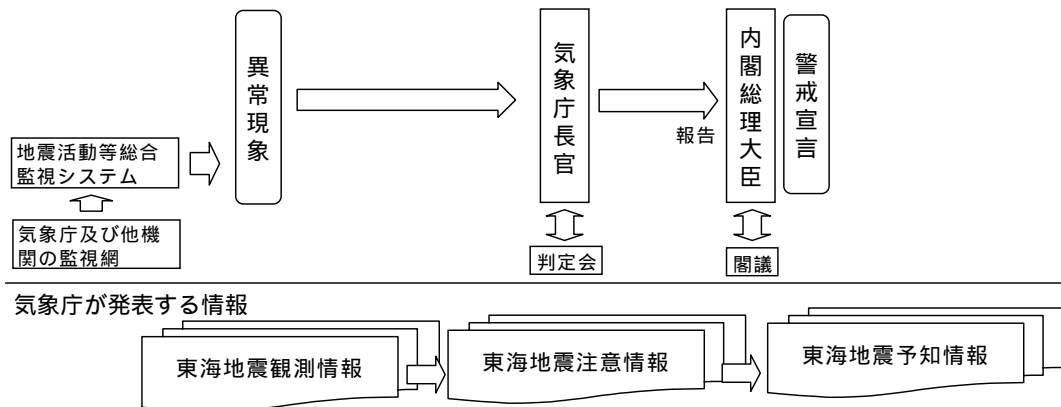 異常現象
気象庁長官
内閣総理大臣
警戒宣言
報告
地震活動等総合
監視システム
気象庁及び他機
関の監視網
判定会
閣議
気象庁が発表する情報
東海地震観測情報
東海地震注意情報
東海地震予知情報